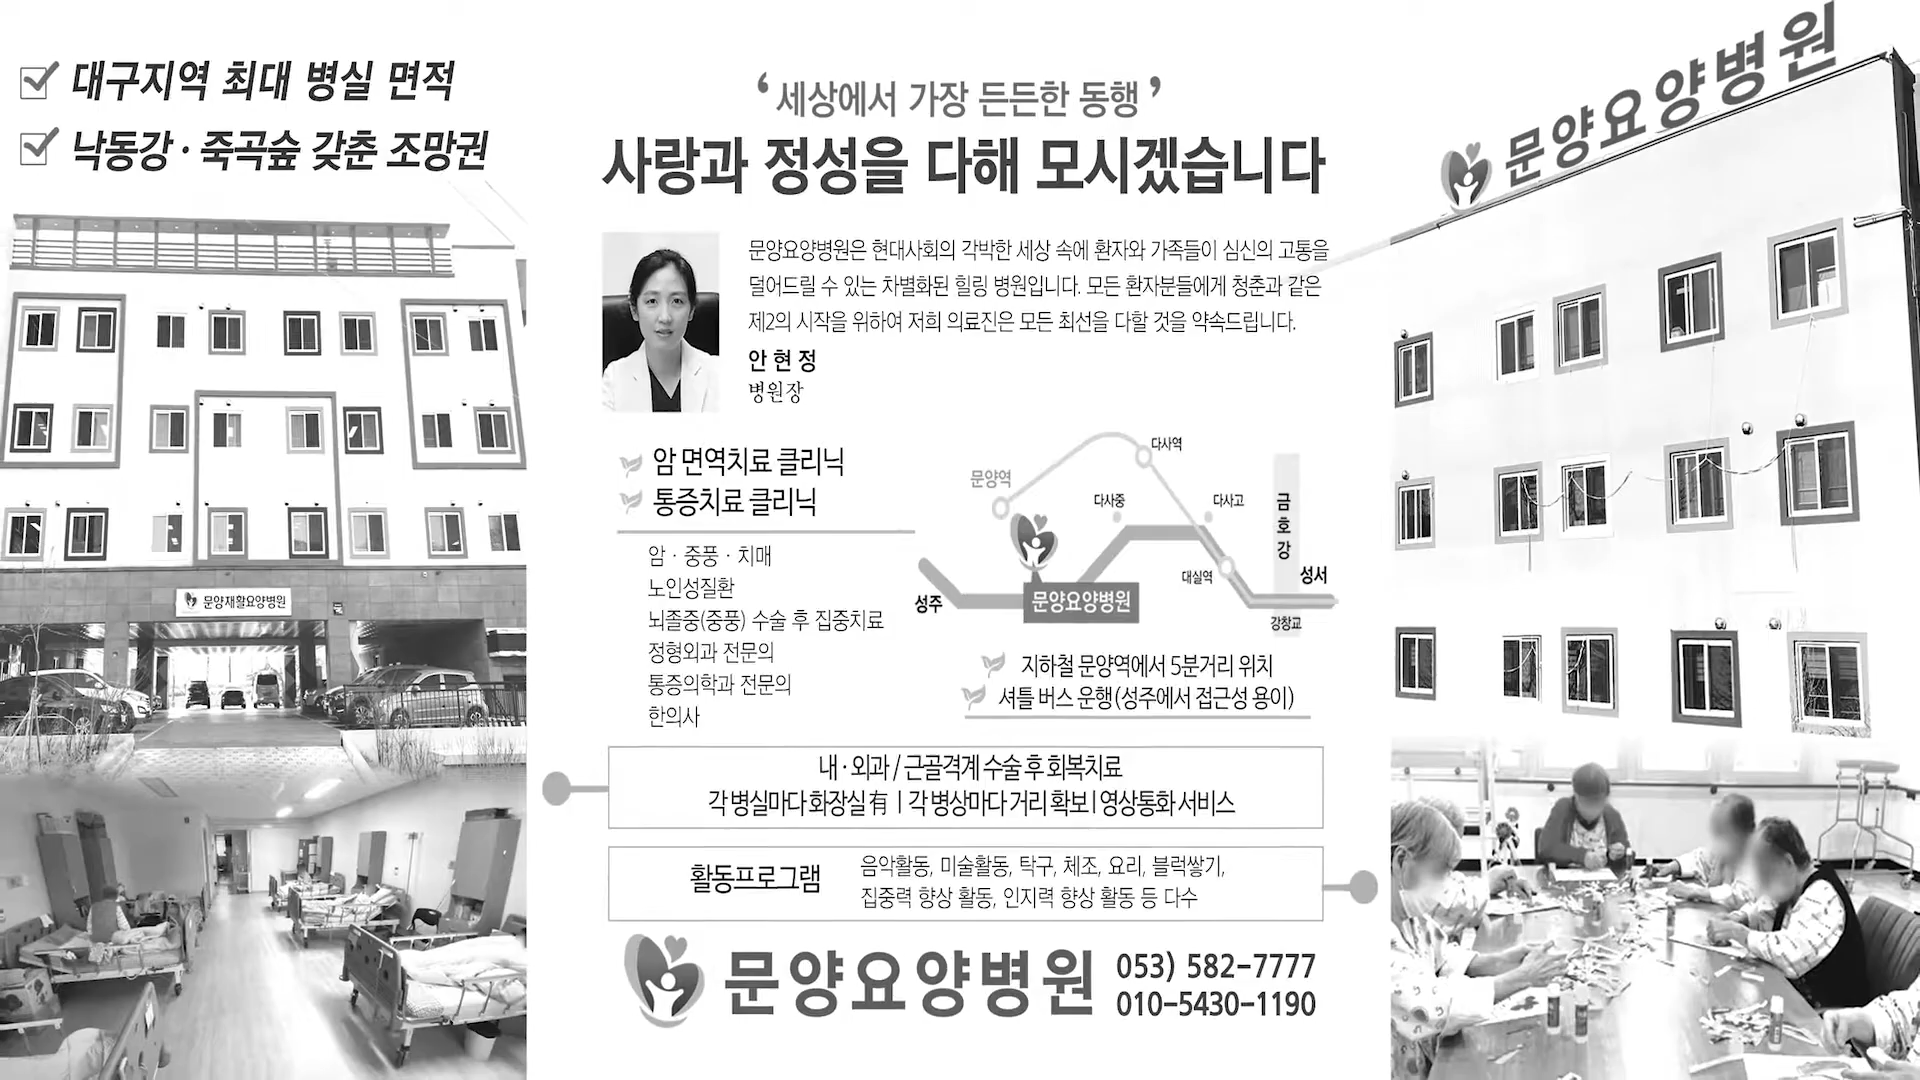 대구지역 최대 병실 면적
낙동강 · 죽곡숲 갖춘 조망권
문양재활요양병원
‘세상에서 가장 든든한 동행’
사랑과 정성을 다해 모시겠습니다
문양요양병원은 현대사회의 각박한 세상 속에 환자와 가족들이 심신의 고통을
덜어드릴 수 있는 차별화된 힐링 병원입니다. 모든 환자분들에게 청춘과 같은
제2의 시작을 위하여 저희 의료진은 모든 최선을 다할 것을 약속드립니다.
안현정
병원장
암 면역치료 클리닉
통증치료 클리닉
암 · 중풍 · 치매
노인성질환
뇌졸중(중풍) 수술 후 집중치료
정형외과 전문의
통증의학과 전문의
한의사
다사역
문양역
다사중
다사고
금호강
대실역
성서
성주
문양요양병원
강창교
지하철 문양역에서 5분거리 위치
셔틀 버스 운행(성주에서 접근성 용이)
내 · 외과 / 근골격계 수술 후 회복치료
각 병실마다 화장실 有 | 각 병상마다 거리 확보 | 영상통화 서비스
활동프로그램
음악활동, 미술활동, 탁구, 체조, 요리, 블럭쌓기,
집중력 향상 활동, 인지력 향상 활동 등 다수
문양요양병원
053) 582-7777
010-5430-1190
문양요양병원